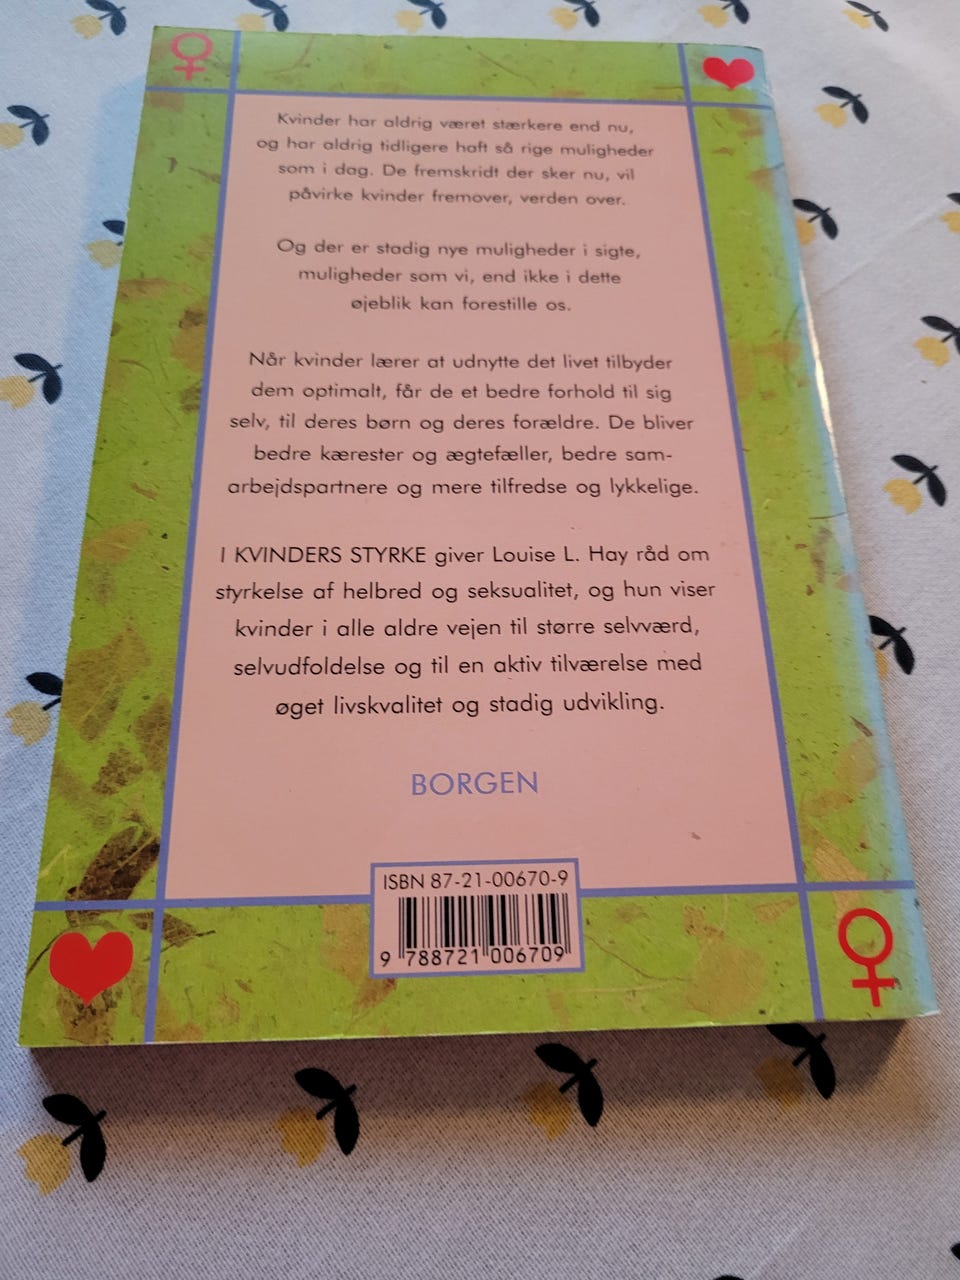 Kvinder har aldrig været stærkere end nu,
og har aldrig tidligere haft så rige muligheder
som i dag. De fremskridt der sker nu, vil
påvirke kvinder fremover, verden over.
Og der er stadig nye muligheder i sigte,
muligheder som vi, end ikke i dette
øjeblik kan forestille os.
Når kvinder lærer at udnytte det livet tilbyder
dem optimalt, får de et bedre forhold til sig
selv, til deres børn og deres forældre. De bliver
bedre kærester og ægtefæller, bedre sam-
arbejdspartnere og mere tilfredse og lykkelige.
I KVINDERS STYRKE giver Louise L. Hay råd om
styrkelse af helbred og seksualitet, og hun viser
kvinder i alle aldre vejen til større selvværd,
selvudfoldelse og til en aktiv tilværelse med
øget livskvalitet og stadig udvikling.
BORGEN
ISBN 87-21-00670-9
9 788721 006709